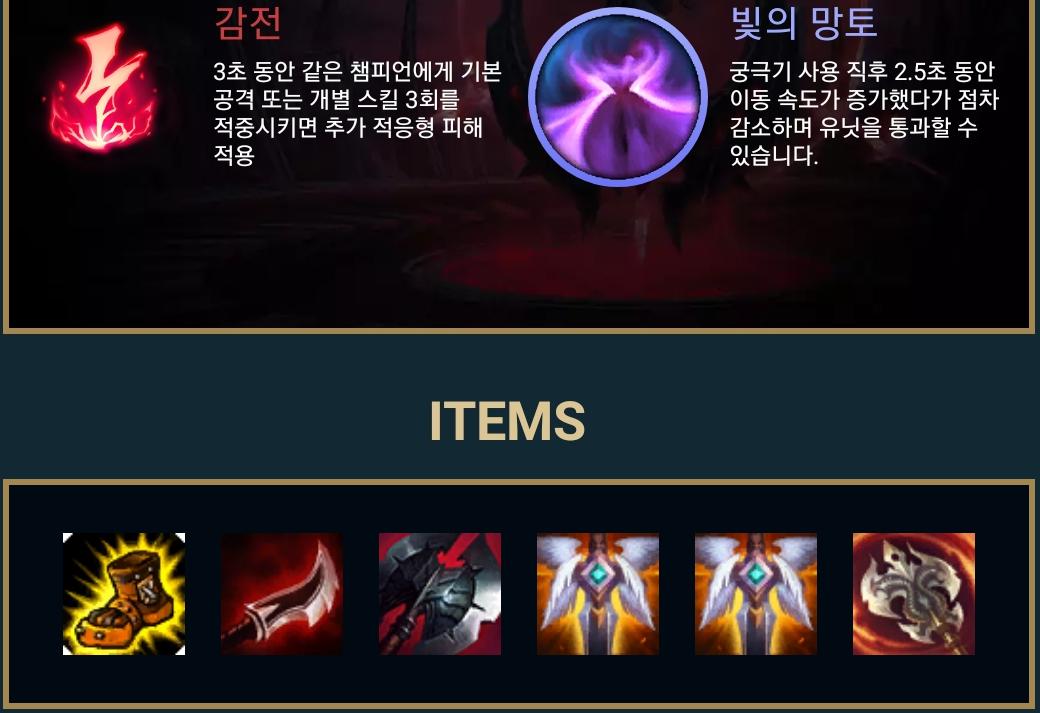 감전
3초 동안 같은 챔피언에게 기본
공격 또는 개별 스킬 3회를
적중시키면 추가 적응형 피해
적용
빛의 망토
궁극기 사용 직후 2.5초 동안
이동 속도가 증가했다가 점차
감소하며 유닛을 통과할 수
있습니다.
ITEMS